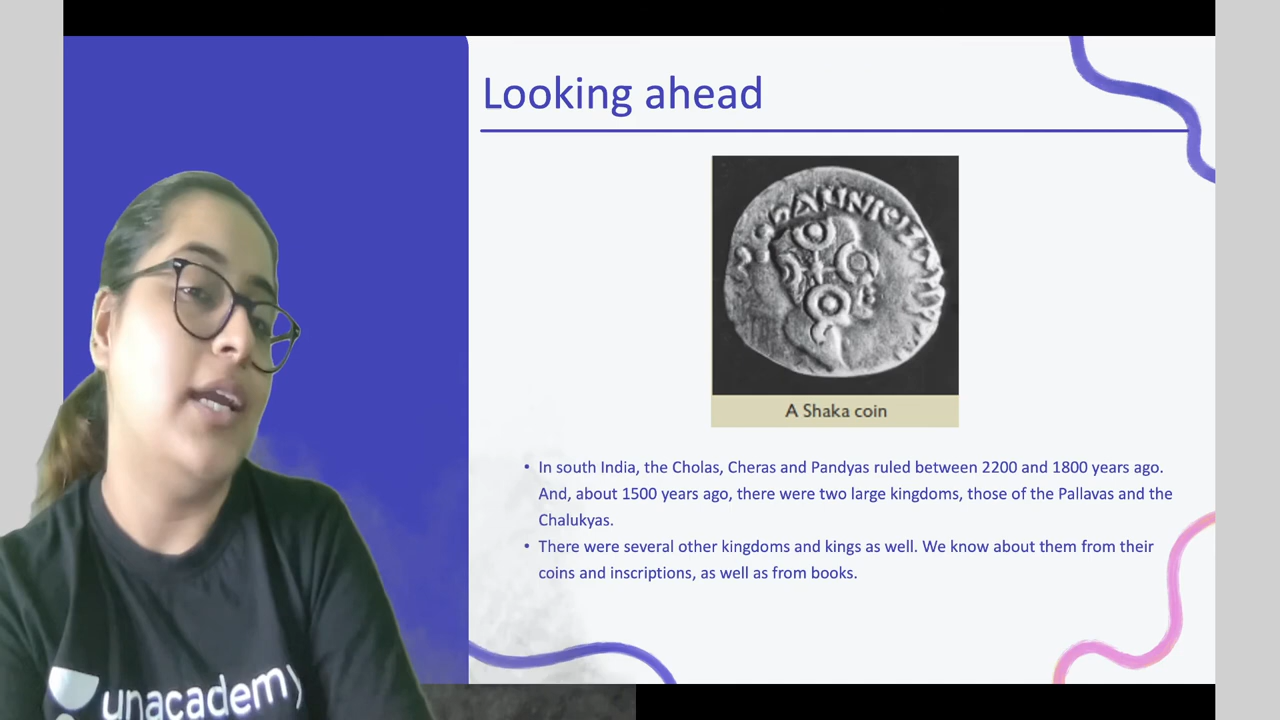 Looking ahead
A Shaka coin
• In south India, the Cholas, Cheras and Pandyas ruled between 2200 and 1800 years ago.
And, about 1500 years ago, there were two large kingdoms, those of the Pallavas and the
Chalukyas.
• There were several other kingdoms and kings as well. We know about them from their
coins and inscriptions, as well as from books.
unacademy